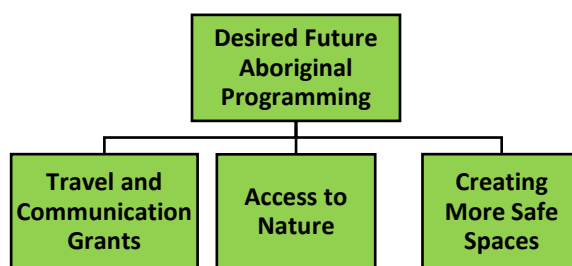 Desired Future
Aboriginal
Programming
Travel and
Communication
Grants
Access to
Nature
Creating
More Safe
Spaces